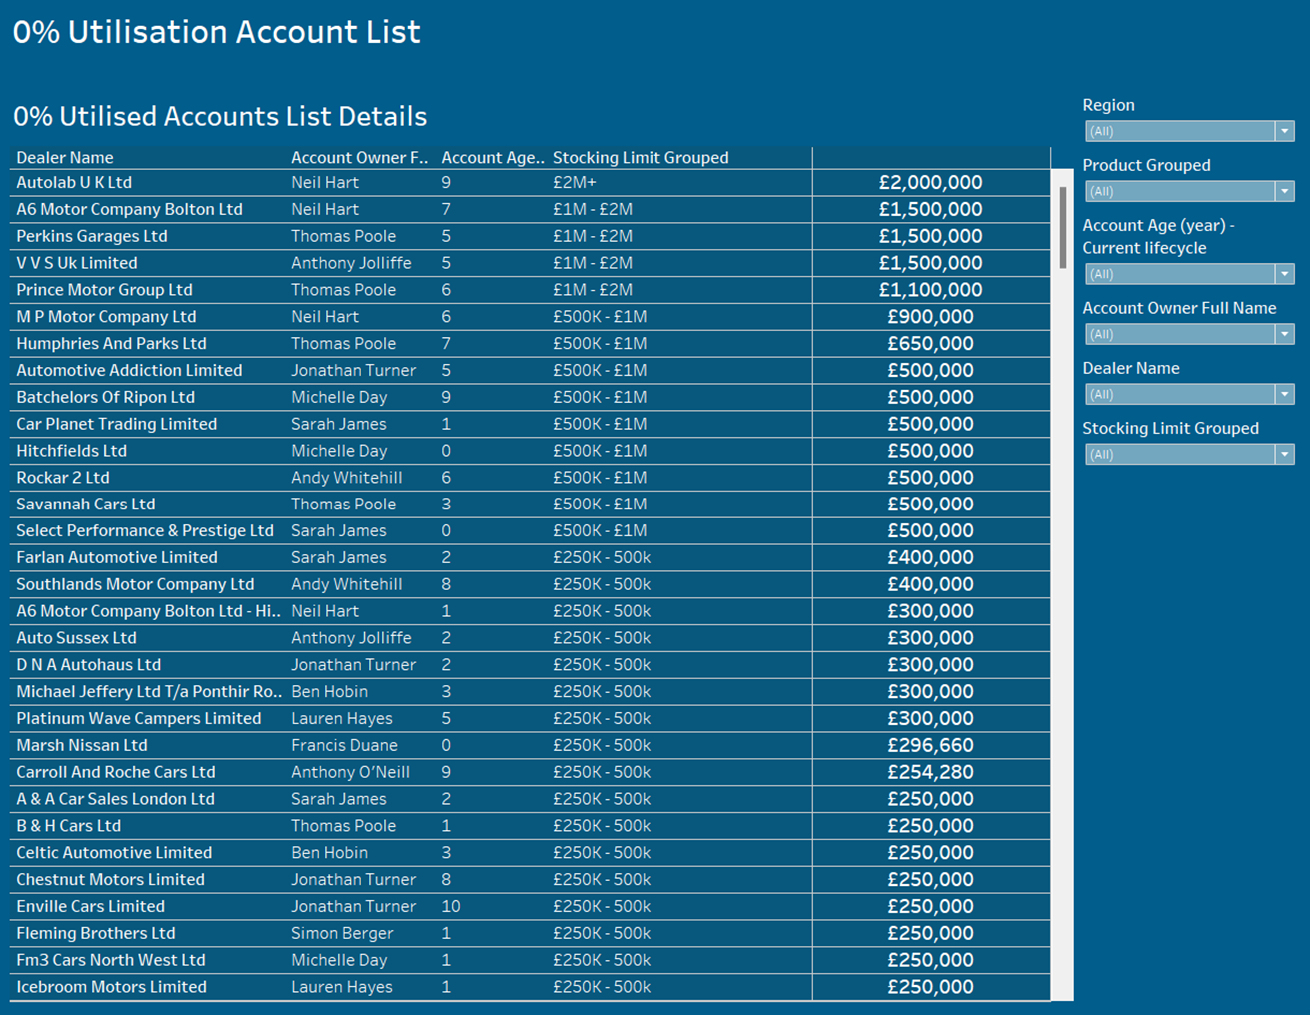 0% Utilisation Account List
0% Utilised Accounts List Details
Dealer Name Account Owner F.. Account Age.. Stocking Limit Grouped
Autolab U K Ltd Neil Hart 9 £2M+ £2,000,000
A6 Motor Company Bolton Ltd Neil Hart 7 £1M - £2M £1,500,000
Perkins Garages Ltd Thomas Poole 5 £1M - £2M £1,500,000
V V S Uk Limited Anthony Jolliffe 5 £1M - £2M £1,500,000
Prince Motor Group Ltd Thomas Poole 6 £1M - £2M £1,100,000
M P Motor Company Ltd Neil Hart 6 £500K - £1M £900,000
Humphries And Parks Ltd Thomas Poole 7 £500K - £1M £650,000
Automotive Addiction Limited Jonathan Turner 5 £500K - £1M £500,000
Batchelors Of Ripon Ltd Michelle Day 9 £500K - £1M £500,000
Car Planet Trading Limited Sarah James 1 £500K - £1M £500,000
Hitchfields Ltd Michelle Day 0 £500K - £1M £500,000
Rockar 2 Ltd Andy Whitehill 6 £500K - £1M £500,000
Savannah Cars Ltd Thomas Poole 3 £500K - £1M £500,000
Select Performance & Prestige Ltd Sarah James 0 £500K - £1M £500,000
Farlan Automotive Limited Sarah James 2 £250K - 500k £400,000
Southlands Motor Company Ltd Andy Whitehill 8 £250K - 500k £400,000
A6 Motor Company Bolton Ltd - Hi.. Neil Hart 1 £250K - 500k £300,000
Auto Sussex Ltd Anthony Jolliffe 2 £250K - 500k £300,000
D N A Autohaus Ltd Jonathan Turner 2 £250K - 500k £300,000
Michael Jeffery Ltd T/a Ponthir Ro.. Ben Hobin 3 £250K - 500k £300,000
Platinum Wave Campers Limited Lauren Hayes 5 £250K - 500k £300,000
Marsh Nissan Ltd Francis Duane 0 £250K - 500k £296,660
Carroll And Roche Cars Ltd Anthony O'Neill 9 £250K - 500k £254,280
A & A Car Sales London Ltd Sarah James 2 £250K - 500k £250,000
B & H Cars Ltd Thomas Poole 1 £250K - 500k £250,000
Celtic Automotive Limited Ben Hobin 3 £250K - 500k £250,000
Chestnut Motors Limited Jonathan Turner 8 £250K - 500k £250,000
Enville Cars Limited Jonathan Turner 10 £250K - 500k £250,000
Fleming Brothers Ltd Simon Berger 1 £250K - 500k £250,000
Fm3 Cars North West Ltd Michelle Day 1 £250K - 500k £250,000
Icebroom Motors Limited Lauren Hayes 1 £250K - 500k £250,000
Region
(All)
Product Grouped
(All)
Account Age (year) -
Current lifecycle
(All)
Account Owner Full Name
(All)
Dealer Name
(All)
Stocking Limit Grouped
(All)